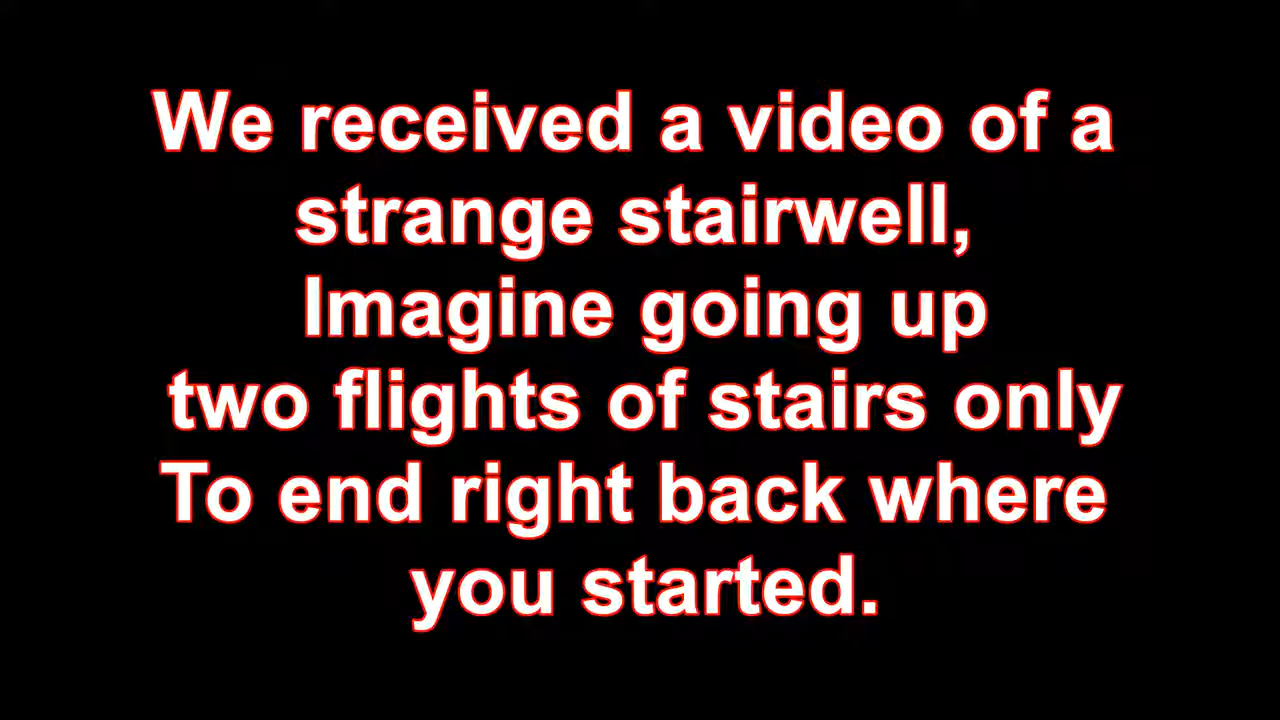 We received a video of a
strange stairwell,
Imagine going up
two flights of stairs only
To end right back where
you started.